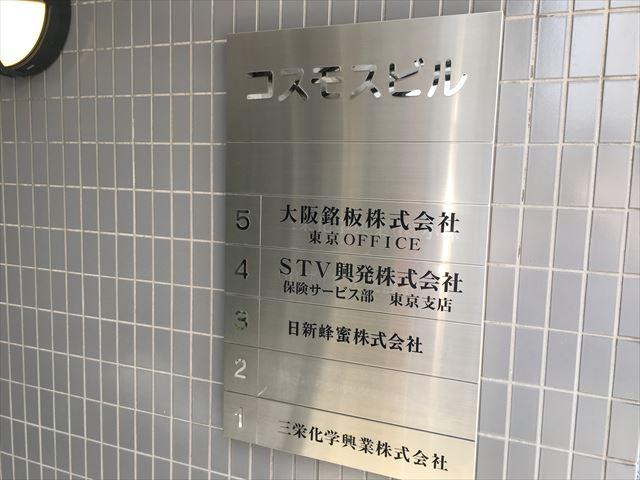 コスモスビル
5 大阪銘板株式会社
東京OFFICE
4 STV興発株式会社
保険サービス部 東京支店
3 日新蜂蜜株式会社
2
1 三栄化学興業株式会社